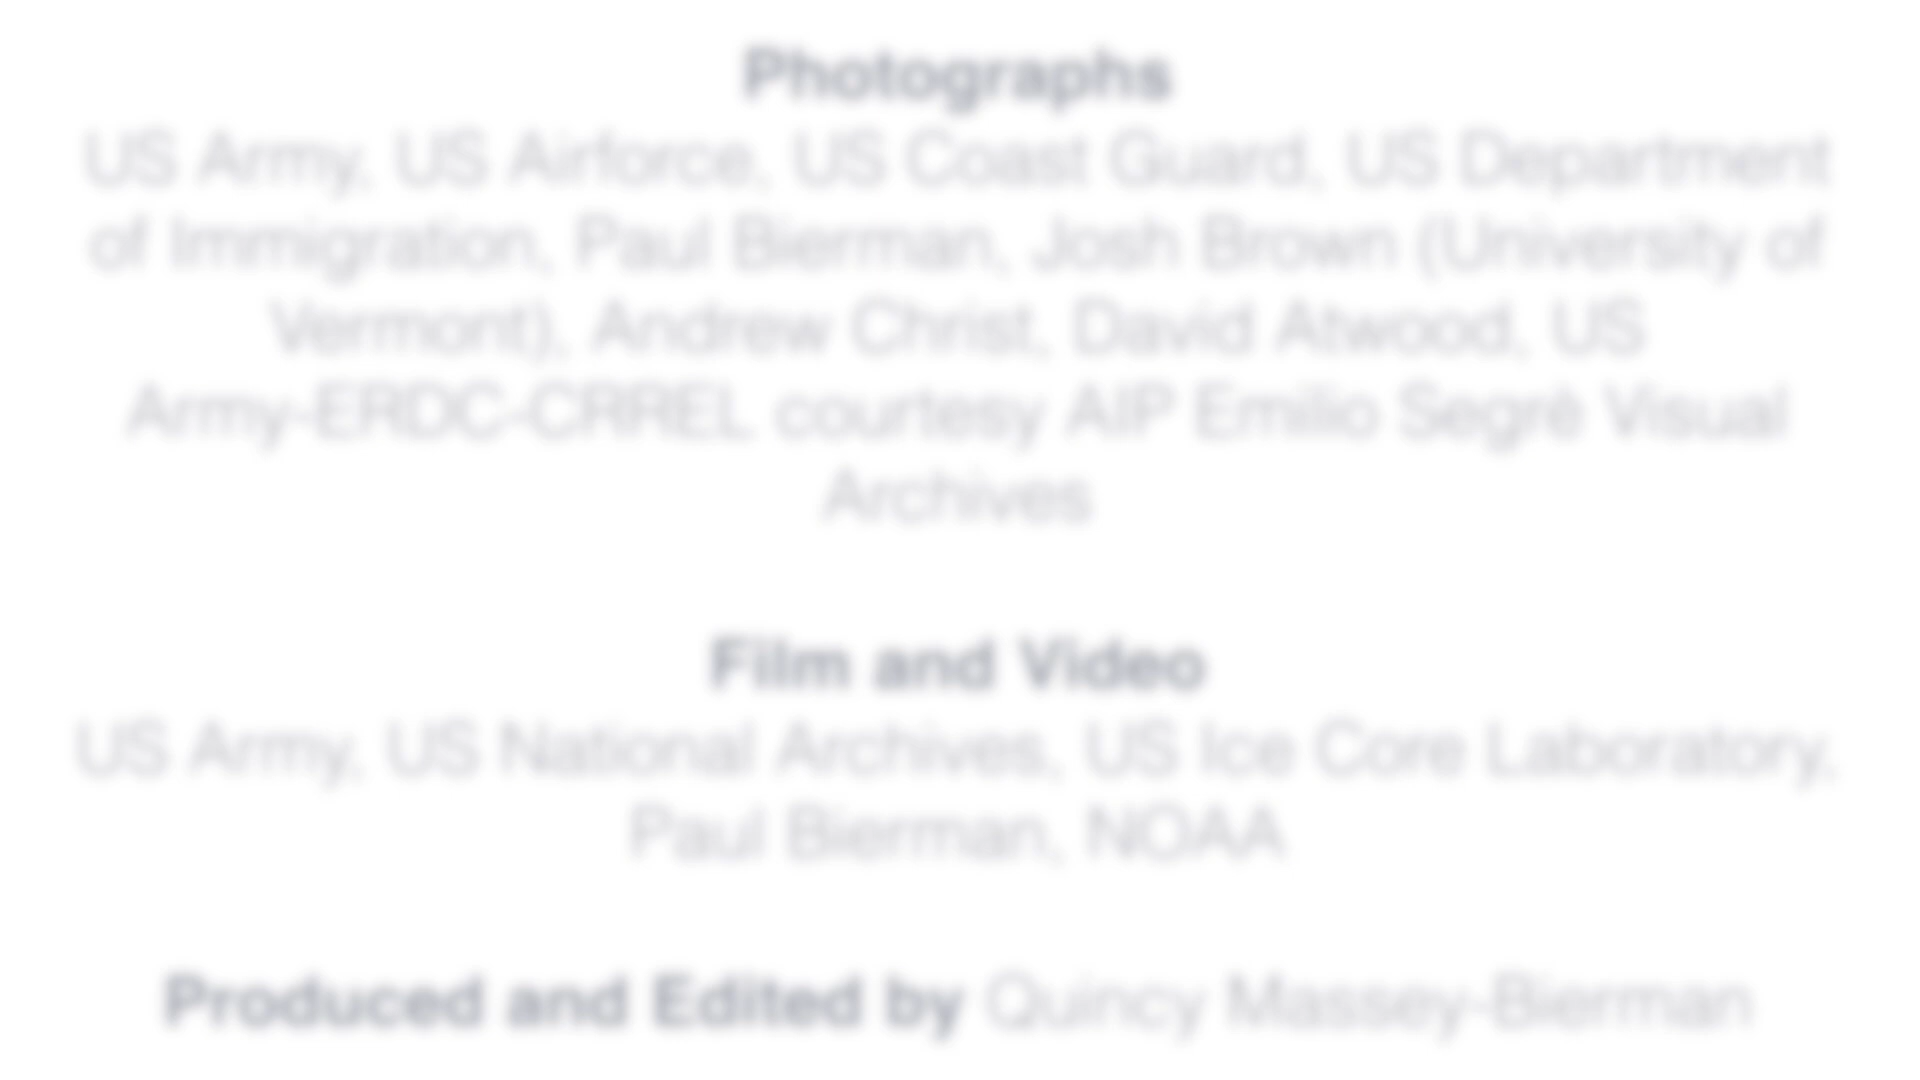 Photographs
US Army, US Airforce, US Coast Guard, US Department
of Immigration, Paul Bierman, Josh Brown (University of
Vermont), Andrew Christ, David Atwood, US
Army-ERDC-CRREL courtesy AIP Emilio Segrè Visual
Archives
Film and Video
US Army, US National Archives, US Ice Core Laboratory,
Paul Bierman, NOAA
Produced and Edited by Quincy Massey-Bierman